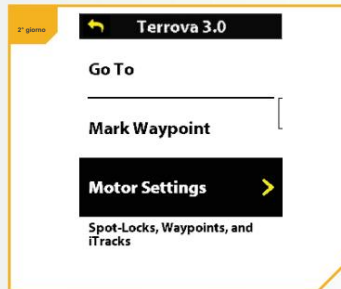 2° giorno
Terrova 3.0
Go To
Mark Waypoint
Motor Settings
Spot-Locks, Waypoints, and
iTracks